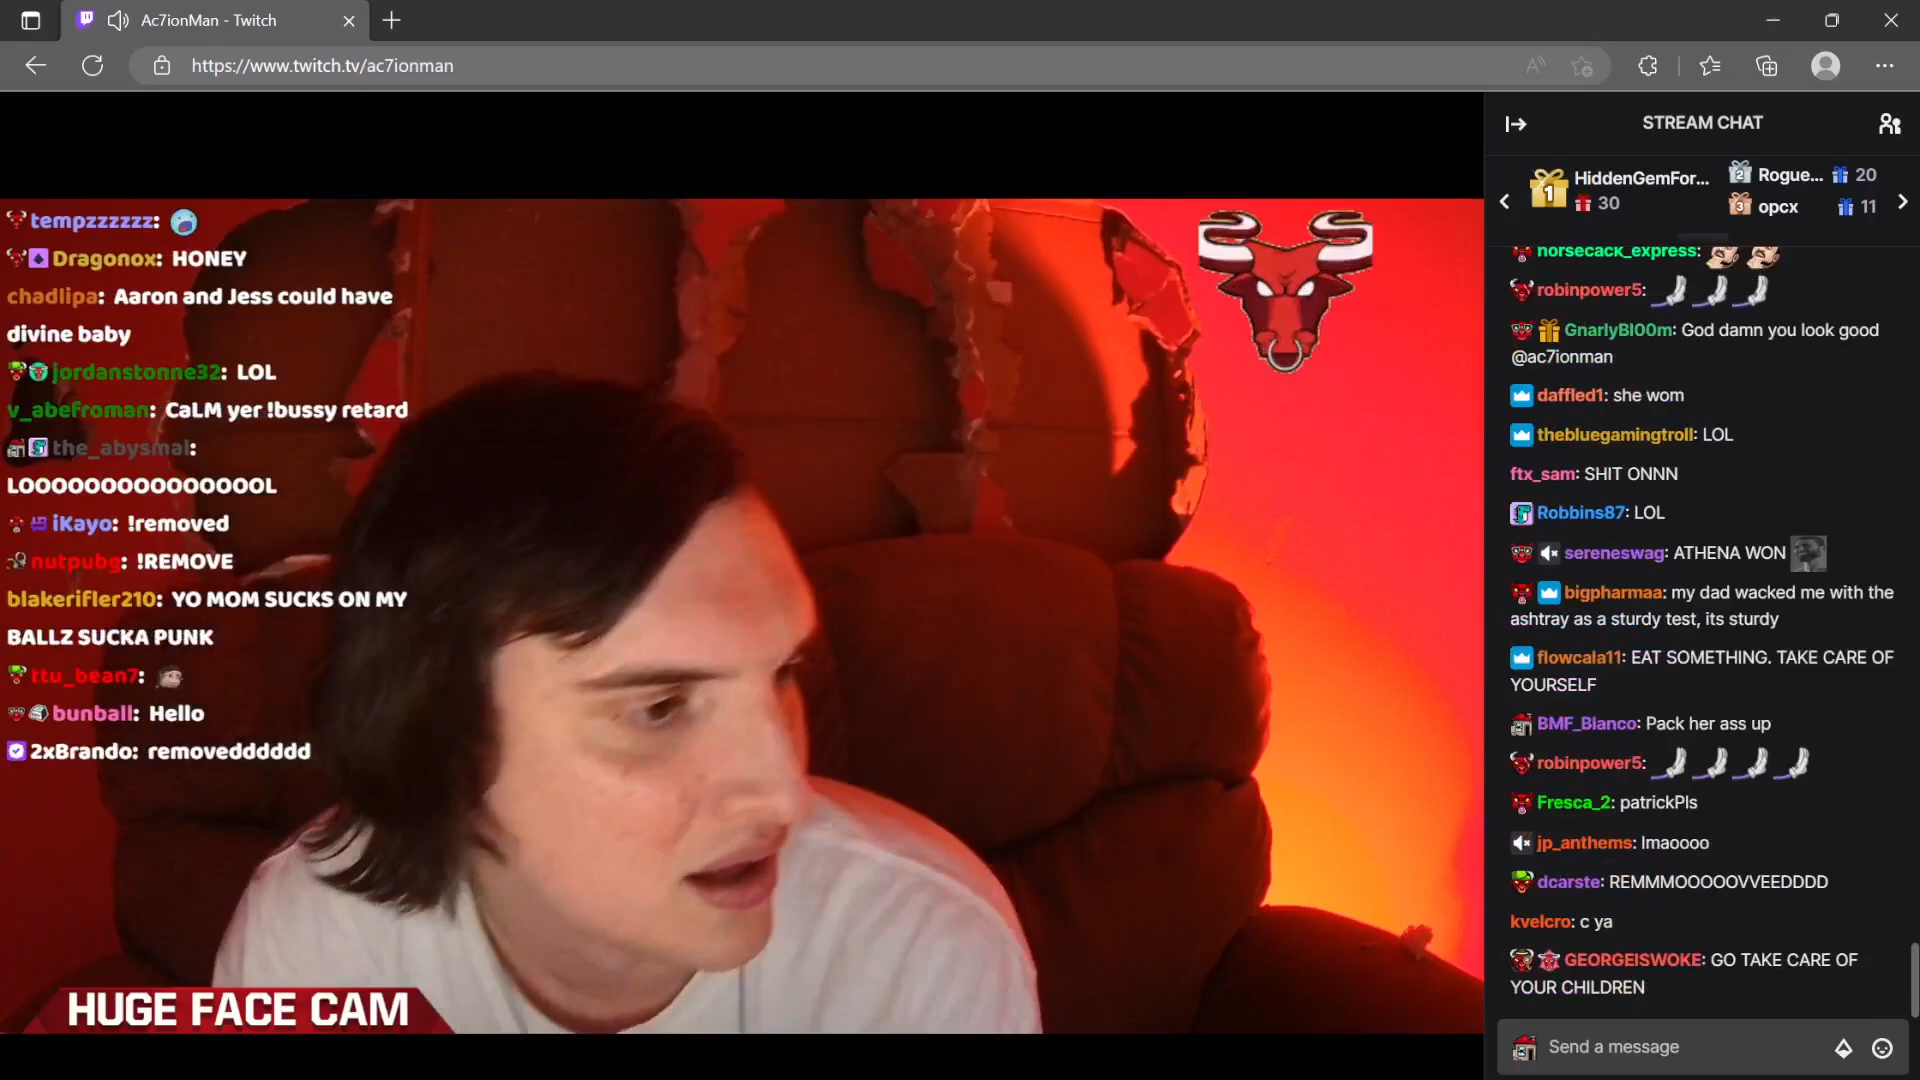 Ac7ionMan - Twitch
https://www.twitch.tv/ac7ionman
tempzzzzzz:
Dragonox: HONEY
chadlipa: Aaron and Jess could have
divine baby
jordanstonne32: LOL
v_abefroman: CaLM yer !bussy retard
the_abysmal:
LOOOOOOOOOOOOOOOL
iKayo: !removed
nutpubg: !REMOVE
blakerifler210: YO MOM SUCKS ON MY
BALLZ SUCKA PUNK
ttu_bean7:
bunball: Hello
2xBrando: removedddddd
HUGE FACE CAM
STREAM CHAT
1 HiddenGemFor...
30
2 Rogue... 20
3 opcx 11
norsecack_express:
robinpower5:
GnarlyBl00m: God damn you look good
@ac7ionman
daffled1: she wom
thebluegamingtroll: LOL
ftx_sam: SHIT ONNN
Robbins87: LOL
sereneswag: ATHENA WON
bigpharmaa: my dad wacked me with the
ashtray as a sturdy test, its sturdy
flowcala11: EAT SOMETHING. TAKE CARE OF
YOURSELF
BMF_Blanco: Pack her ass up
robinpower5:
Fresca_2: patrickPls
jp_anthems: lmaoooo
dcarste: REMMMOOOOOVVEEDDDD
kvelcro: c ya
GEORGEISWOKE: GO TAKE CARE OF
YOUR CHILDREN
Send a message